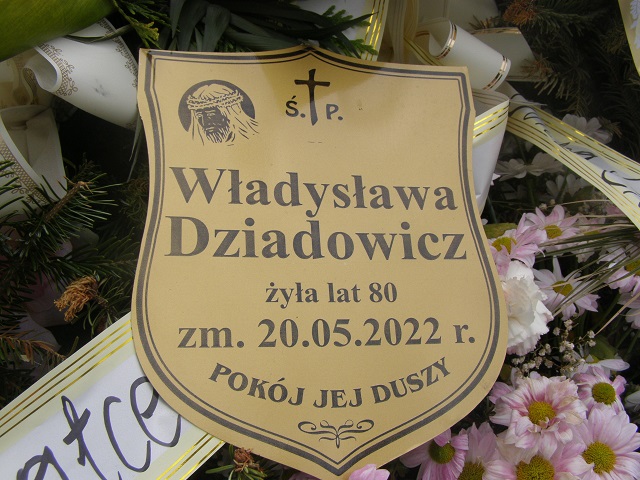 Ś. P.
Władysława
Dziadowicz
żyła lat 80
zm. 20.05.2022 r.
POKÓJ JEJ DUSZY